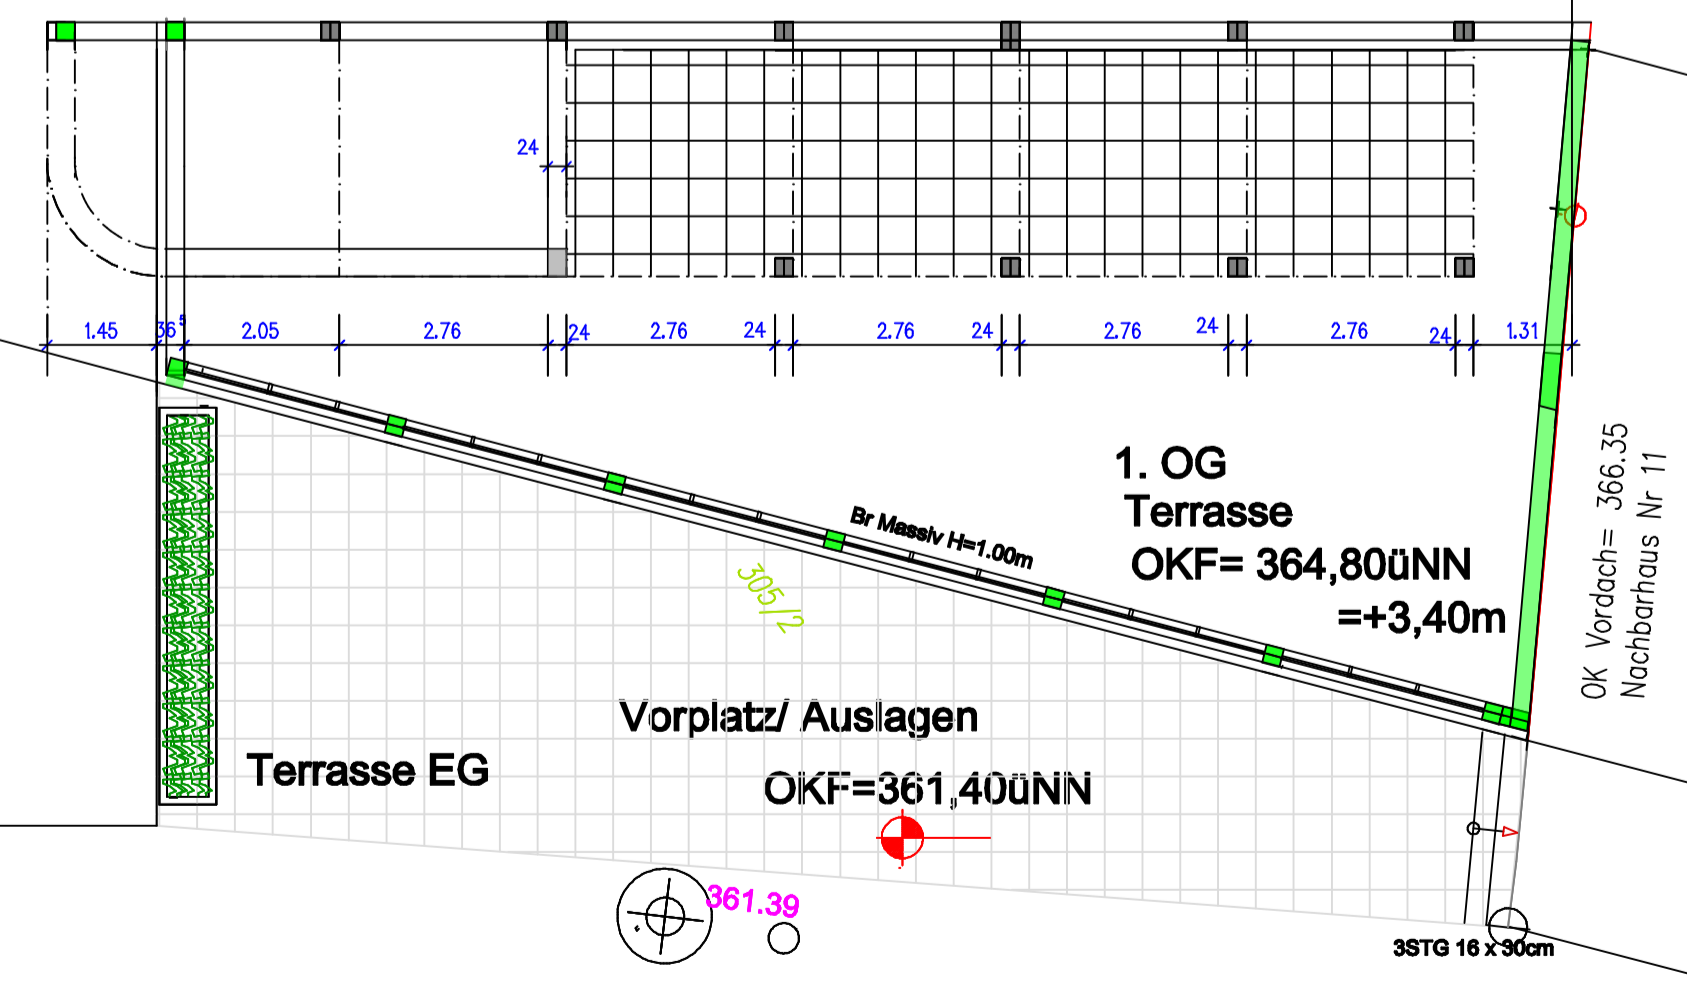 24
1.45 36⁵ 2.05 2.76 24 2.76 24 2.76 24 2.76 24 2.76 24 1.31
1. OG
Terrasse
OKF= 364,80üNN
=+3,40m
Br Massiv H=1.00m
OK Vordach= 366.35
Nachbarhaus Nr 11
305/2
Vorplatz/ Auslagen
Terrasse EG
OKF=361,40üNN
361.39
3STG 16 x 30cm